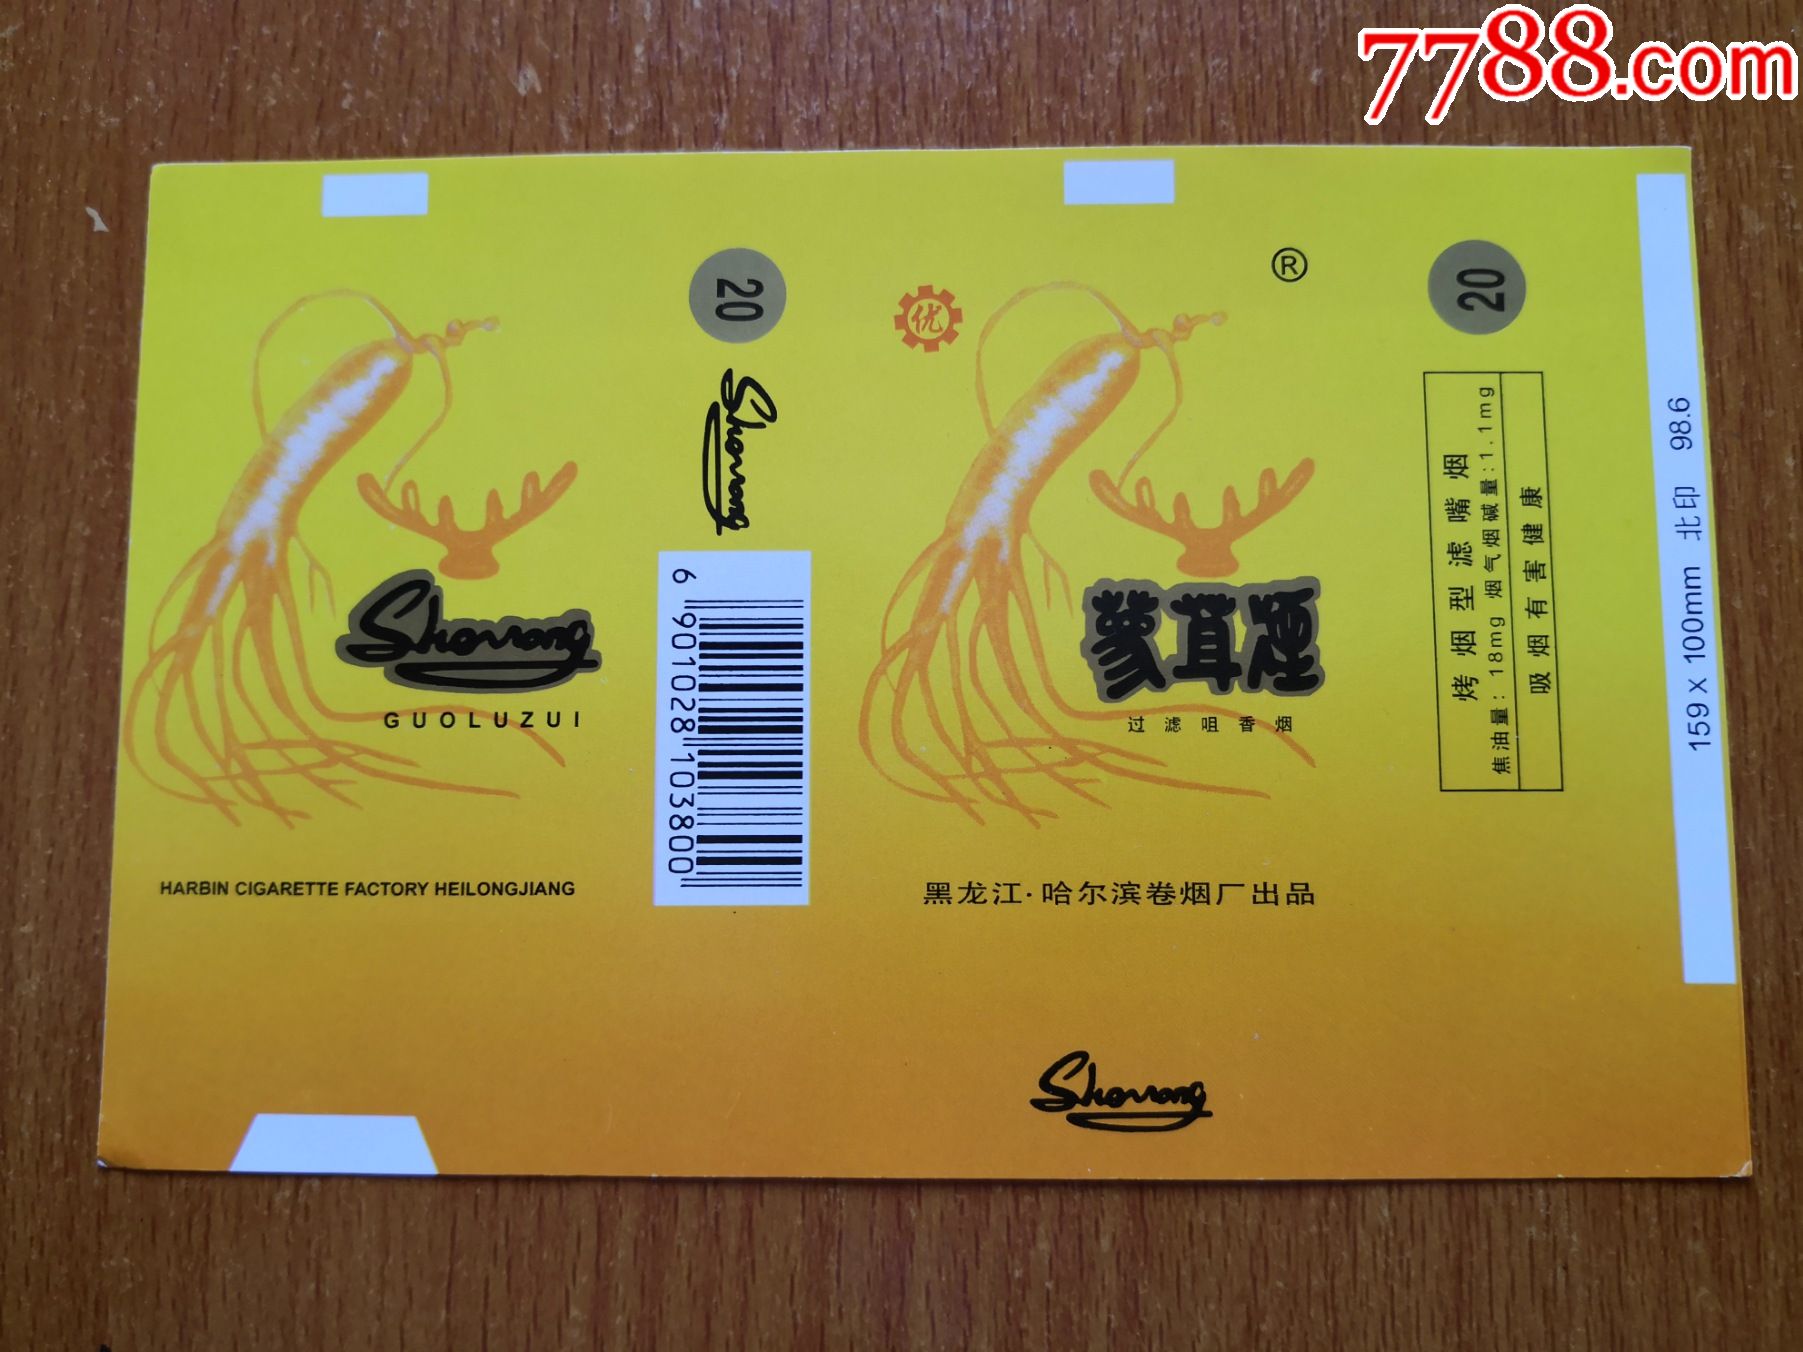 7788.com
20
Shenrong
Shenrong
GUOLUZUI
HARBIN CIGARETTE FACTORY HEILONGJIANG
6 901028 103800
优
®
参茸
过滤咀香烟
黑龙江·哈尔滨卷烟厂出品
Shenrong
20
烤烟型滤嘴烟
焦油量:18mg 烟气烟碱量:1.1mg
吸烟有害健康
159×100mm 北印 98.6